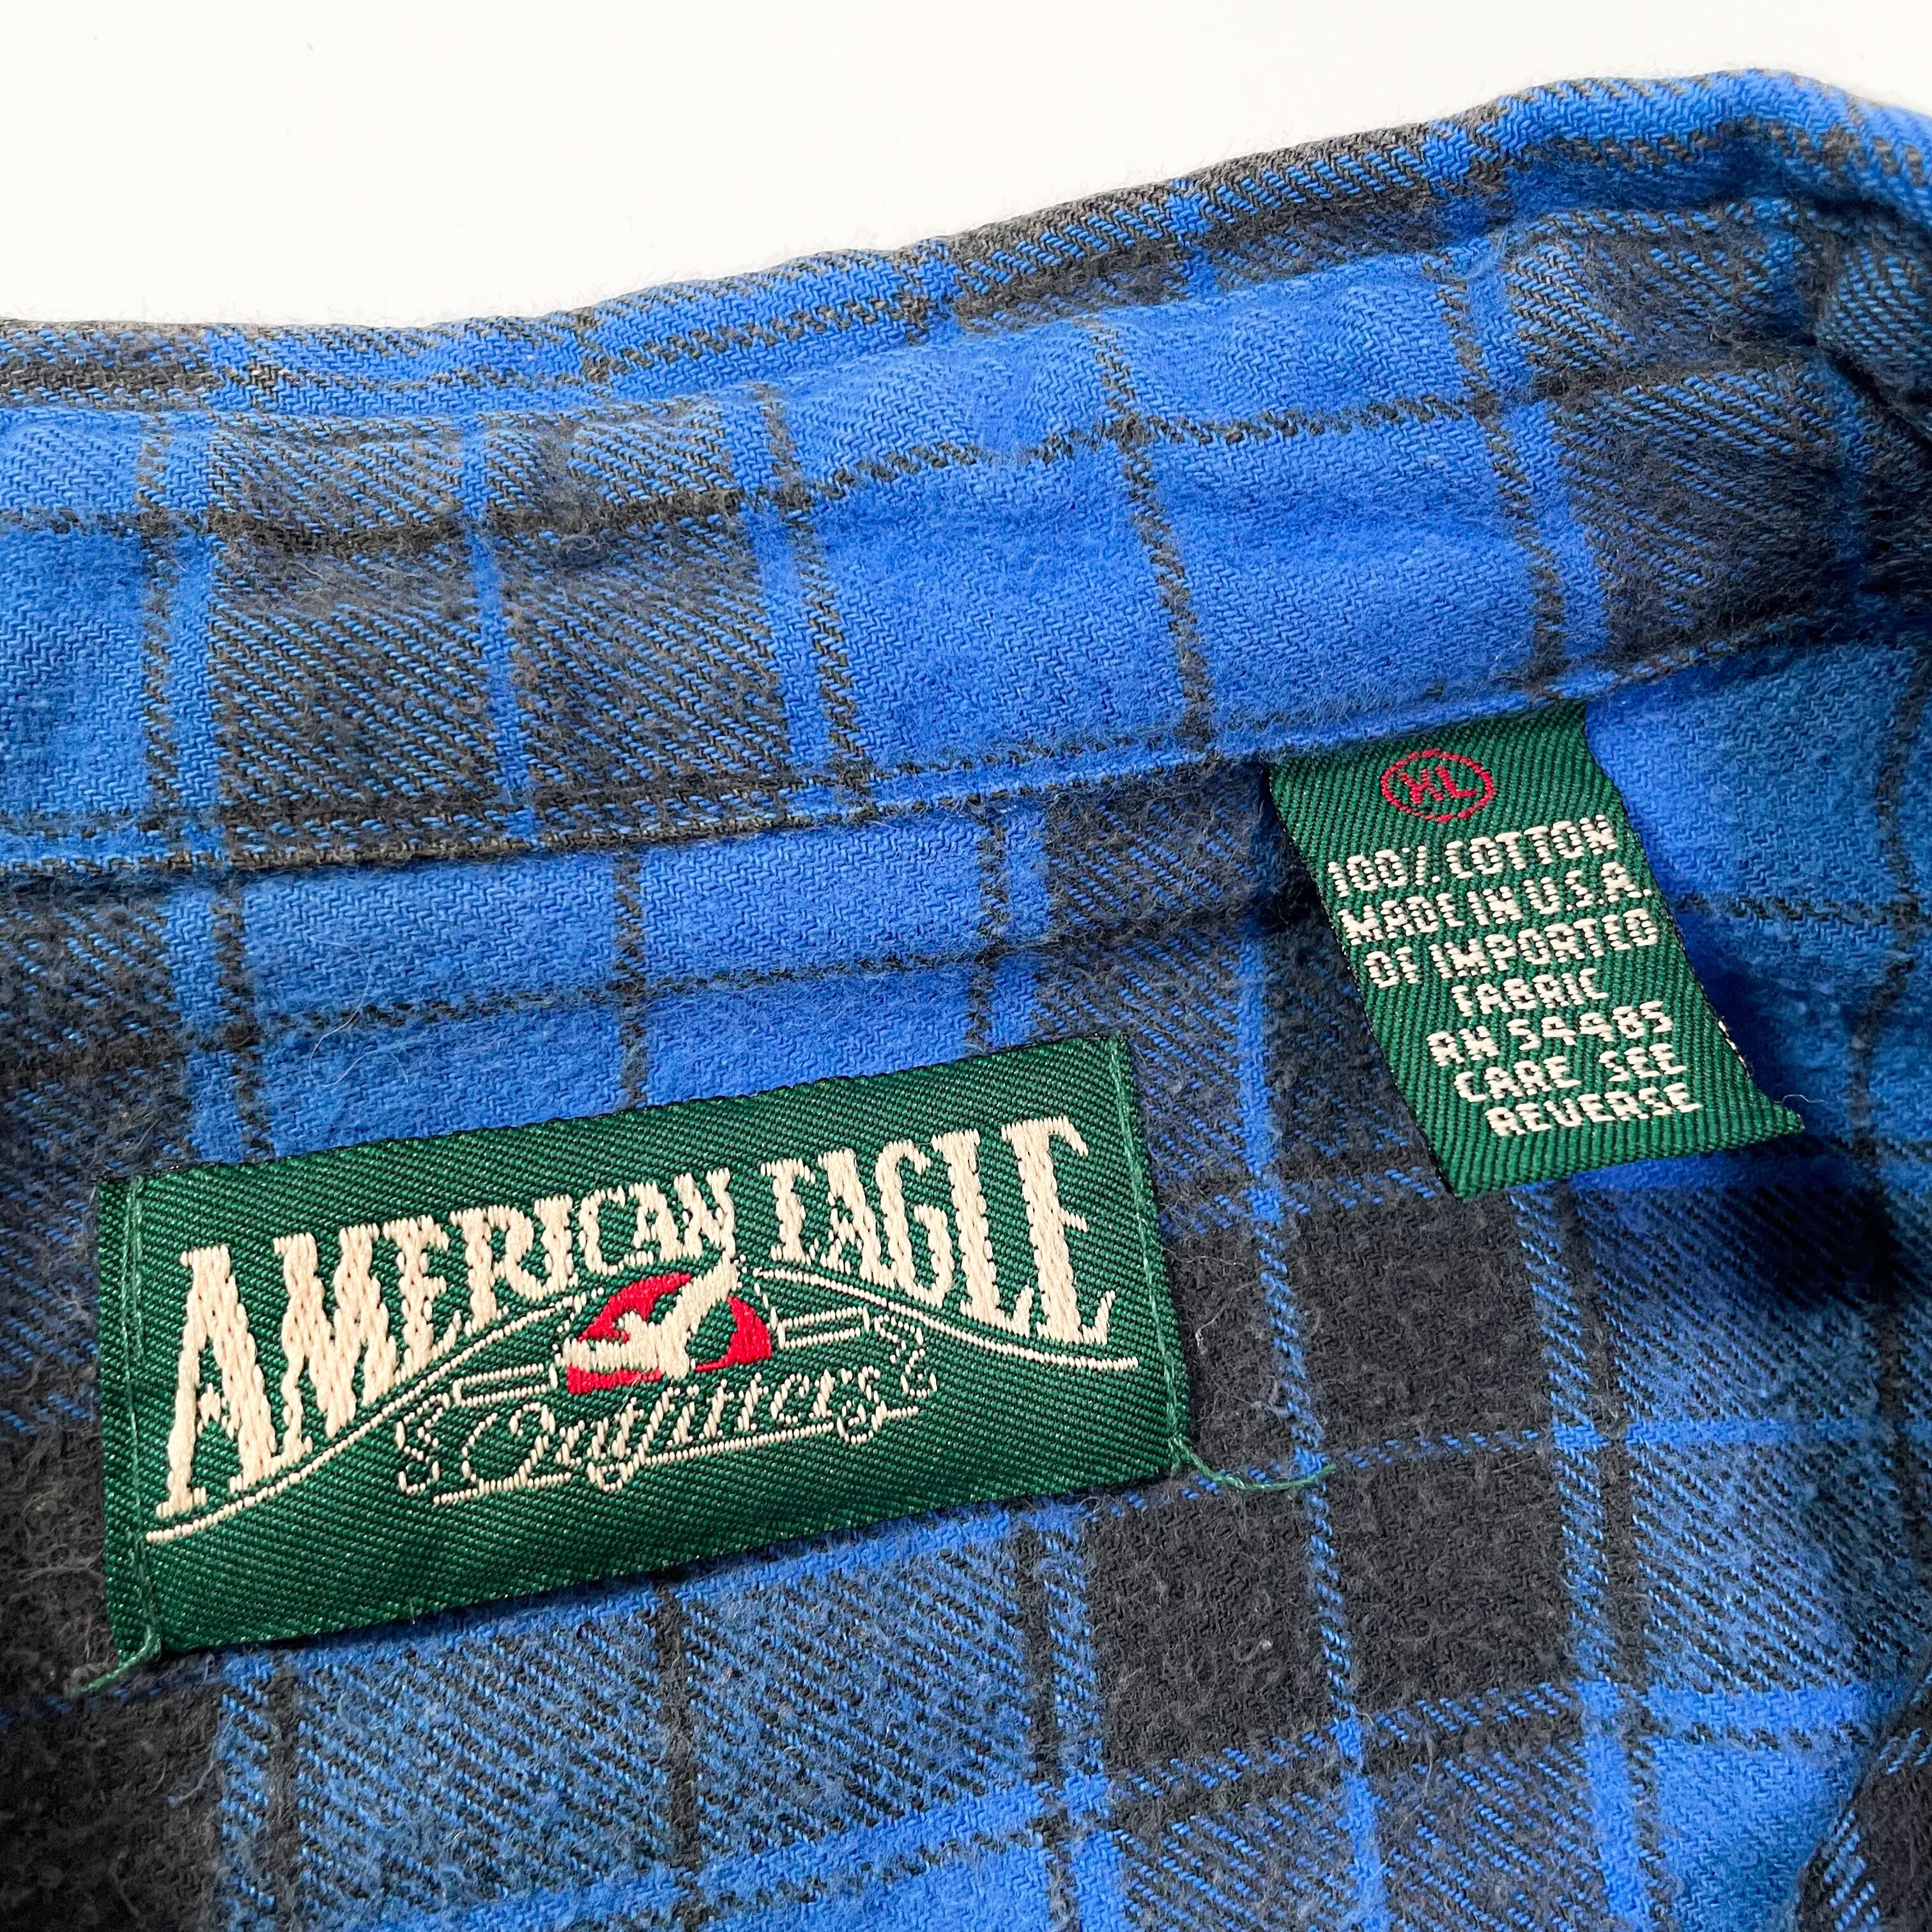 AMERICAN EAGLE
Outfitters
XL
100% COTTON
MADE IN U.S.A.
OF IMPORTED
FABRIC
RN 54485
CARE SEE
REVERSE